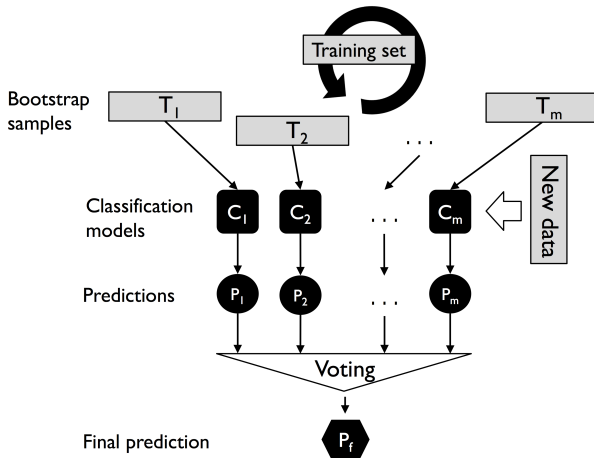 Training set
Bootstrap
samples
T1
T2
Tm
. . .
New data
Classification
models
C1
C2
. . .
Cm
Predictions
P1
P2
. . .
Pm
Voting
Final prediction
Pf